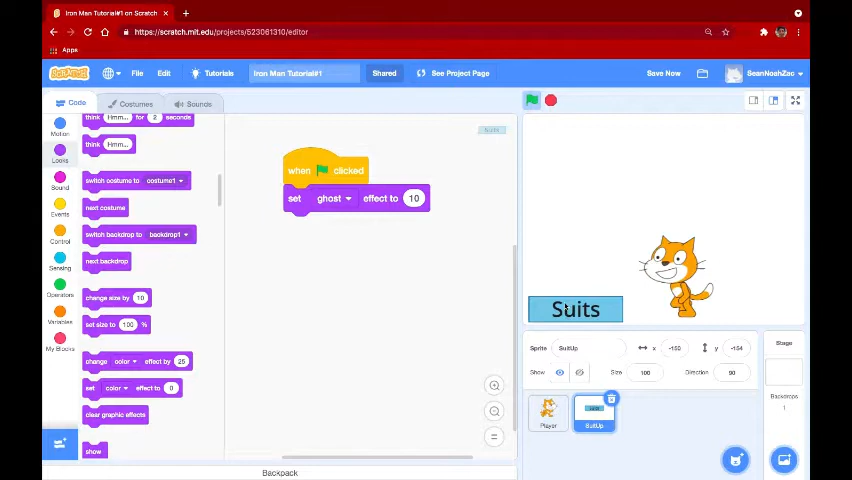 Iron Man Tutorial#1 on Scratch
https://scratch.mit.edu/projects/523061310/editor
Apps
SCRATCH File Edit Tutorials Iron Man Tutorial#1 Shared See Project Page Save Now SeanNoahZac
Code Costumes Sounds
Motion
Looks
Sound
Events
Control
Sensing
Operators
Variables
My Blocks
think Hmm... for 2 seconds
think Hmm...
switch costume to costume1
next costume
switch backdrop to backdrop1
next backdrop
change size by 10
set size to 100 %
change color effect by 25
set color effect to 0
clear graphic effects
show
when clicked
set ghost effect to 10
Suits
Suits
Sprite SuitUp x -150 y -154
Show Size 100 Direction 90
Player
Suits
SuitUp
Stage
Backdrops
1
Backpack